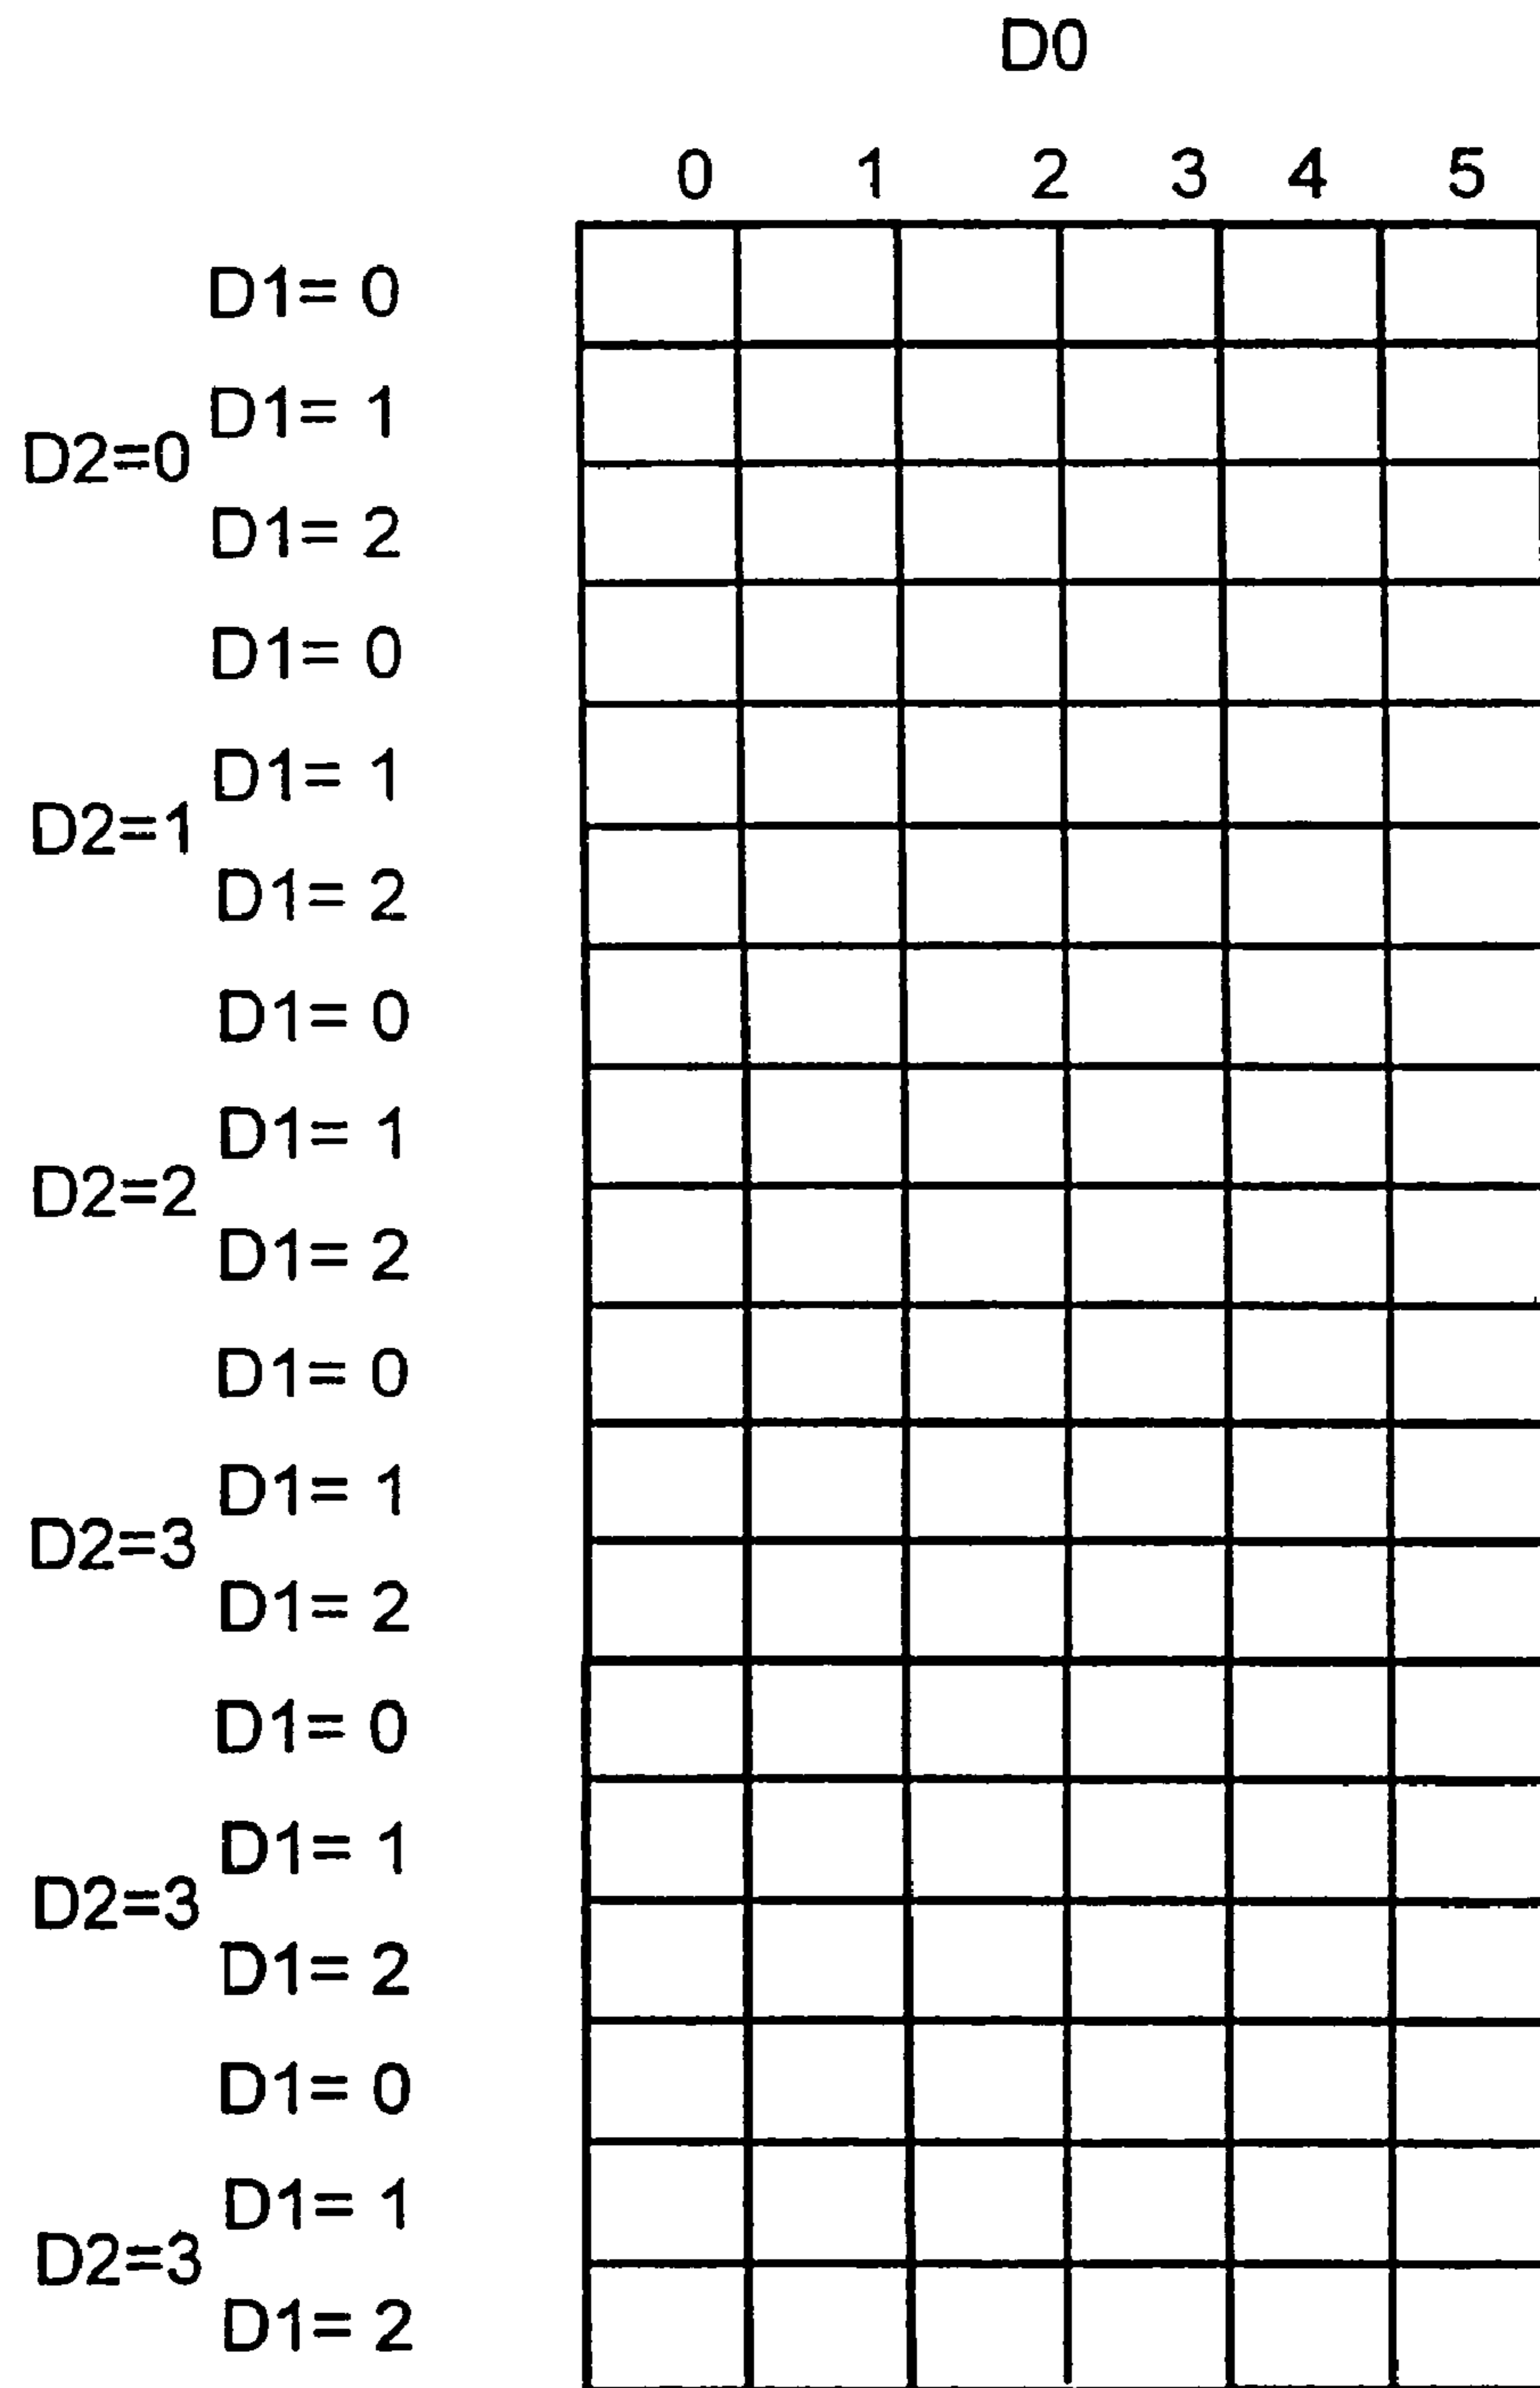 D0
0 1 2 3 4 5
D1= 0
D1= 1
D2=0
D1= 2
D1= 0
D1= 1
D2=1
D1= 2
D1= 0
D1= 1
D2=2
D1= 2
D1= 0
D1= 1
D2=3
D1= 2
D1= 0
D1= 1
D2=3
D1= 2
D1= 0
D1= 1
D2=3
D1= 2